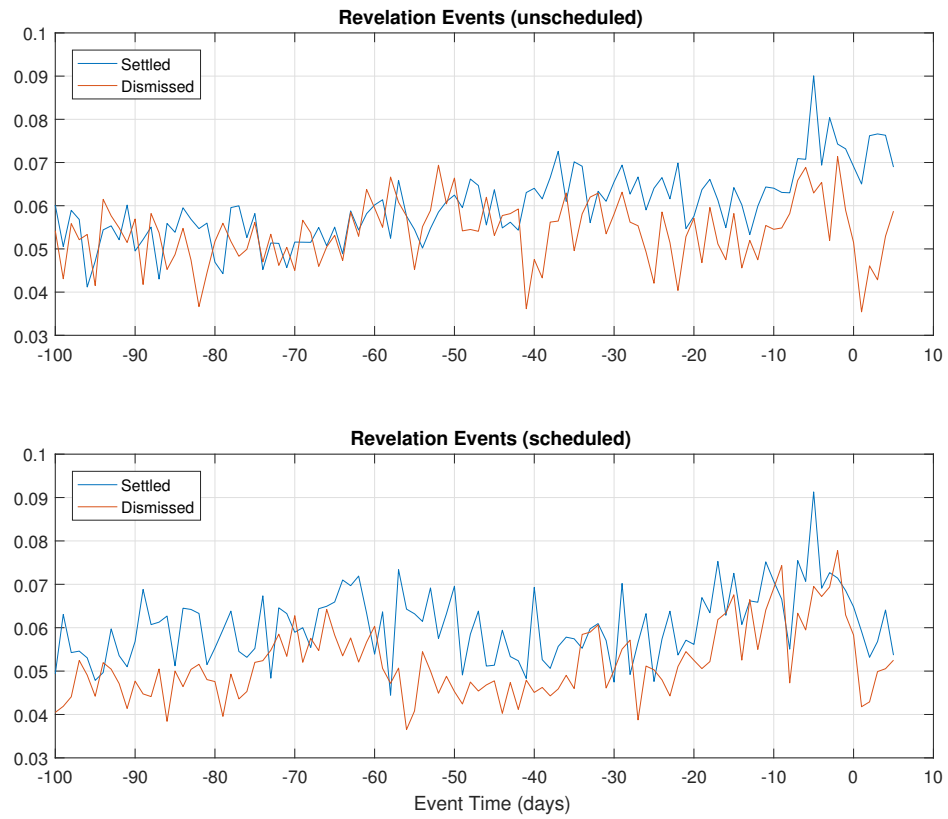 Revelation Events (unscheduled)
0.1
0.09
0.08
0.07
0.06
0.05
0.04
0.03
Settled
Dismissed
-100 -90 -80 -70 -60 -50 -40 -30 -20 -10 0 10
Revelation Events (scheduled)
0.1
0.09
0.08
0.07
0.06
0.05
0.04
0.03
Settled
Dismissed
-100 -90 -80 -70 -60 -50 -40 -30 -20 -10 0 10
Event Time (days)